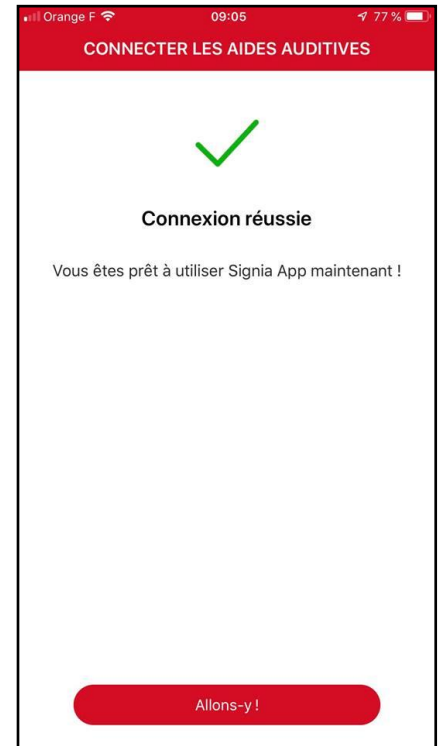 Orange F 09:05 77 %
CONNECTER LES AIDES AUDITIVES
Connexion réussie
Vous êtes prêt à utiliser Signia App maintenant !
Allons-y !